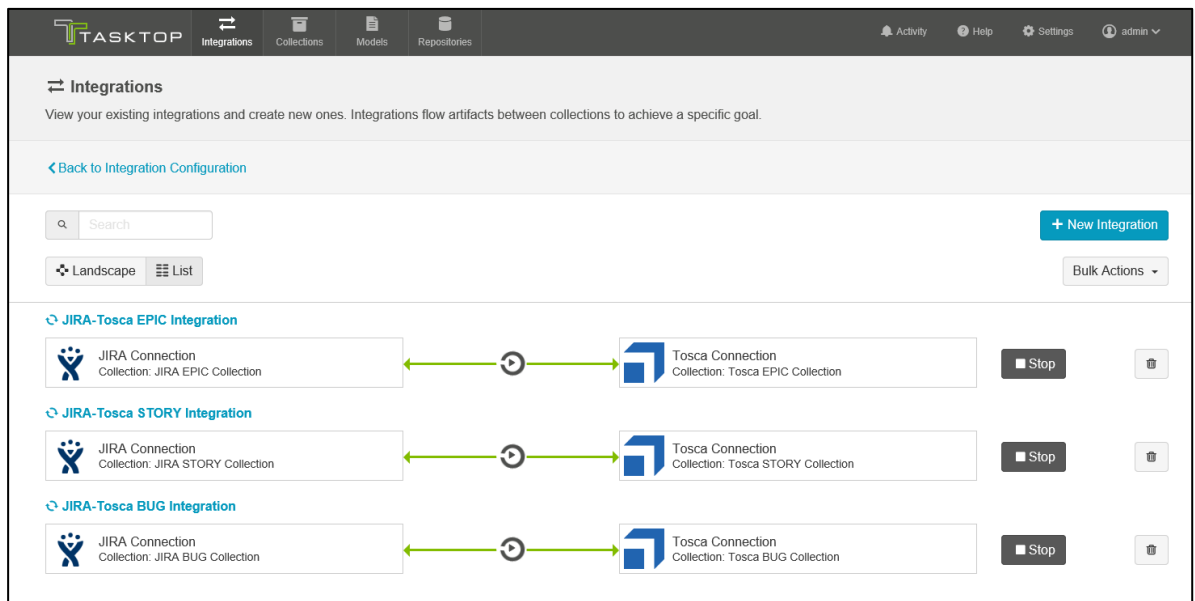 TASKTOP
Integrations
Collections
Models
Repositories
Activity
Help
Settings
admin
Integrations
View your existing integrations and create new ones. Integrations flow artifacts between collections to achieve a specific goal.
Back to Integration Configuration
Search
+ New Integration
Landscape
List
Bulk Actions
JIRA-Tosca EPIC Integration
JIRA Connection
Collection: JIRA EPIC Collection
Tosca Connection
Collection: Tosca EPIC Collection
Stop
JIRA-Tosca STORY Integration
JIRA Connection
Collection: JIRA STORY Collection
Tosca Connection
Collection: Tosca STORY Collection
Stop
JIRA-Tosca BUG Integration
JIRA Connection
Collection: JIRA BUG Collection
Tosca Connection
Collection: Tosca BUG Collection
Stop